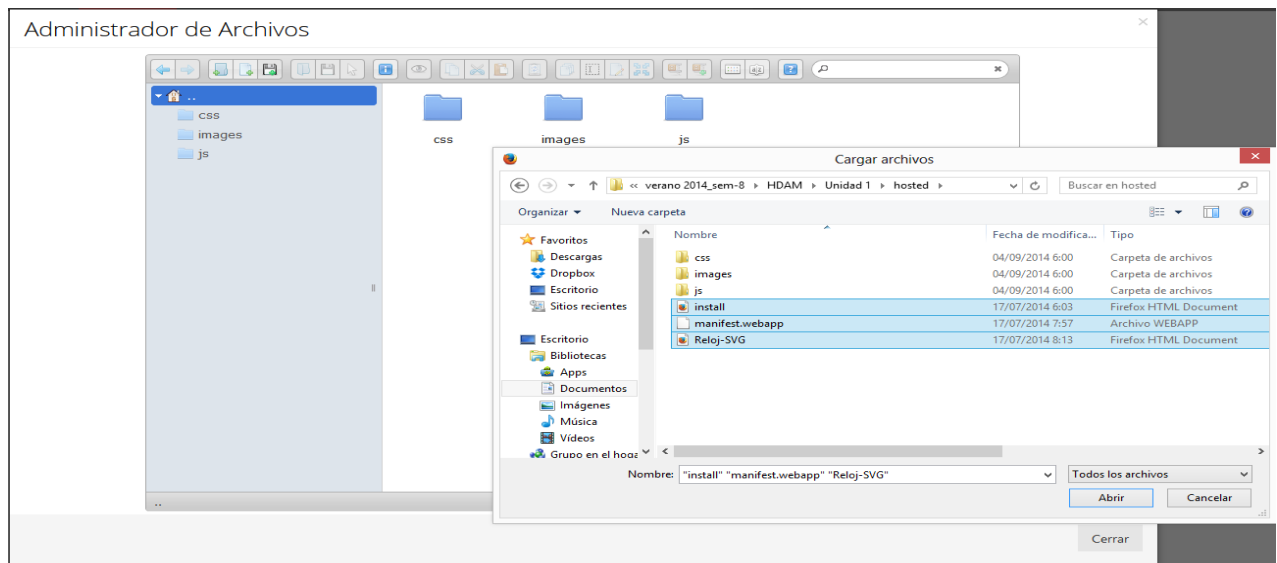 Administrador de Archivos
..
css
images
js
css
images
js
..
Cargar archivos
« verano 2014_sem-8 HDAM Unidad 1 hosted
Buscar en hosted
Organizar
Nueva carpeta
Favoritos
Descargas
Dropbox
Escritorio
Sitios recientes
Escritorio
Bibliotecas
Apps
Documentos
Imágenes
Música
Vídeos
Grupo en el hoga
Nombre Fecha de modifica... Tipo
css 04/09/2014 6:00 Carpeta de archivos
images 04/09/2014 6:00 Carpeta de archivos
js 04/09/2014 6:00 Carpeta de archivos
install 17/07/2014 6:03 Firefox HTML Document
manifest.webapp 17/07/2014 7:57 Archivo WEBAPP
Reloj-SVG 17/07/2014 8:13 Firefox HTML Document
Nombre: "install" "manifest.webapp" "Reloj-SVG"
Todos los archivos
Abrir Cancelar
Cerrar